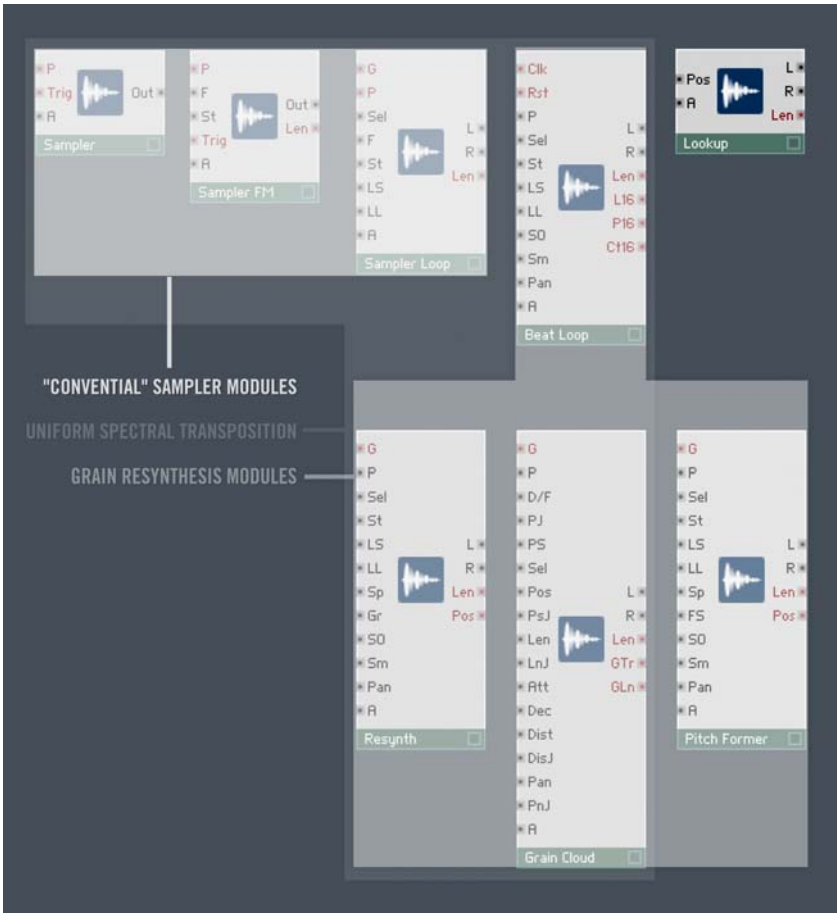 P
Trig
A
Out
Sampler
P
F
St
Trig
A
Out
Len
Sampler FM
G
P
Sel
F
St
LS
LL
A
L
R
Len
Sampler Loop
Clk
Rst
P
Sel
St
LS
LL
SO
Sm
Pan
A
L
R
Len
L16
P16
Ct16
Beat Loop
Pos
A
L
R
Len
Lookup
"CONVENTIAL" SAMPLER MODULES
UNIFORM SPECTRAL TRANSPOSITION
GRAIN RESYNTHESIS MODULES
G
P
Sel
St
LS
LL
Sp
Gr
SO
Sm
Pan
A
L
R
Len
Pos
Resynth
G
P
D/F
PJ
PS
Sel
Pos
PsJ
Len
LnJ
Att
Dec
Dist
DisJ
Pan
PnJ
A
L
R
Len
GTr
GLn
Grain Cloud
G
P
Sel
St
LS
LL
Sp
FS
SO
Sm
Pan
A
L
R
Len
Pos
Pitch Former